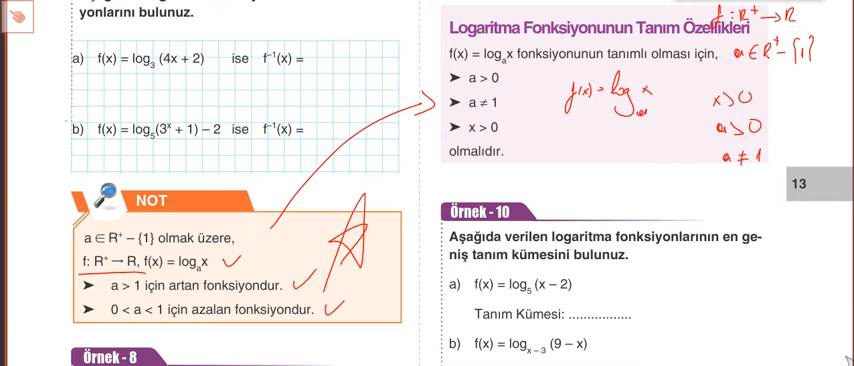 yonlarını bulunuz.
a) f(x) = log₃ (4x + 2) ise f⁻¹(x) =
b) f(x) = log₅(3ˣ + 1) – 2 ise f⁻¹(x) =
NOT
a ∈ R⁺ – {1} olmak üzere,
f: R⁺ → R, f(x) = logₐx
➤ a > 1 için artan fonksiyondur.
➤ 0 < a < 1 için azalan fonksiyondur.
Örnek - 8
f: R⁺ → R
Logaritma Fonksiyonunun Tanım Özellikleri
f(x) = logₐx fonksiyonunun tanımlı olması için, a ∈ R⁺ – {1}
➤ a > 0
➤ a ≠ 1 f(x) = logₐ x x > 0
➤ x > 0 a > 0
olmalıdır. a ≠ 1
13
Örnek - 10
Aşağıda verilen logaritma fonksiyonlarının en ge-
niş tanım kümesini bulunuz.
a) f(x) = log₅ (x – 2)
Tanım Kümesi: .................
b) f(x) = logₓ₋₃ (9 – x)